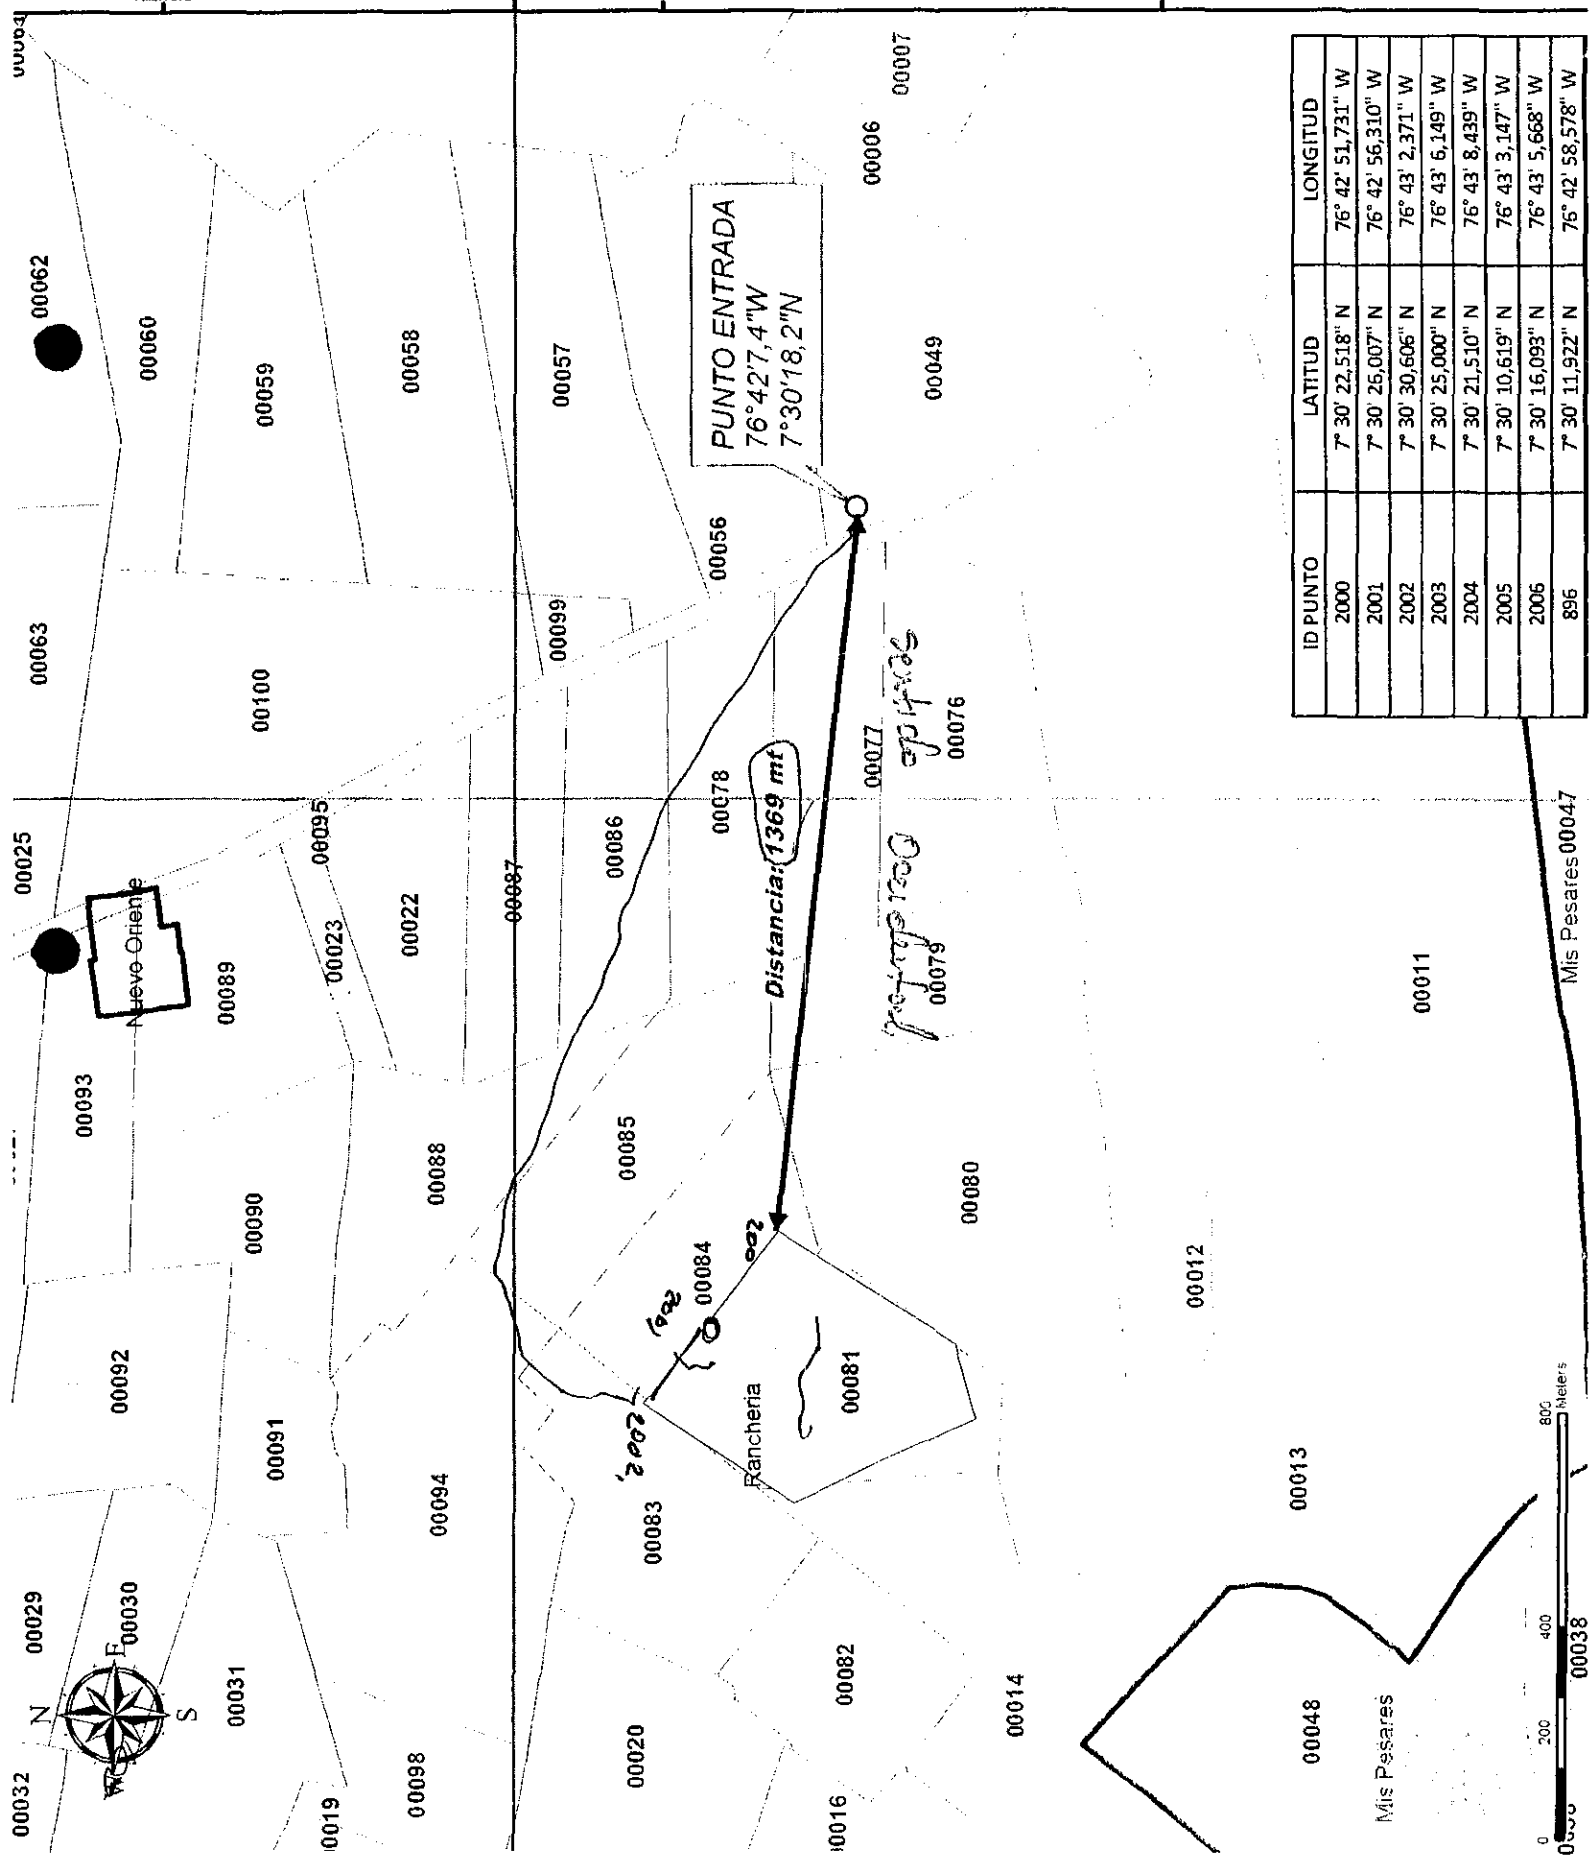 00032
00029
00093
00025
00063
00062
N
E
S
W
00030
00031
00092
00090
00089
Nuevo Oriente
00060
00059
00100
00095
00023
00019
00091
00022
00058
00098
00094
00088
00087
00099
00057
00020
00083
00085
00086
00078
00056
PUNTO ENTRADA
76°42'7,4"W
7°30'18,2"N
2002
2001
00084
200
Distancia: 1369 mt
Rancheria
00081
00082
00016
00077
00049
00006
00007
00079
00076
00080
00014
00012
00013
00011
00048
Mis Pesares
00038
Mis Pesares 00047
0 200 400 800
Meters
ID PUNTO LATITUD LONGITUD
2000 7° 30' 22,518" N 76° 42' 51,731" W
2001 7° 30' 26,007" N 76° 42' 56,310" W
2002 7° 30' 30,606" N 76° 43' 2,371" W
2003 7° 30' 25,000" N 76° 43' 6,149" W
2004 7° 30' 21,510" N 76° 43' 8,439" W
2005 7° 30' 10,619" N 76° 43' 3,147" W
2006 7° 30' 16,093" N 76° 43' 5,668" W
896 7° 30' 11,922" N 76° 42' 58,578" W